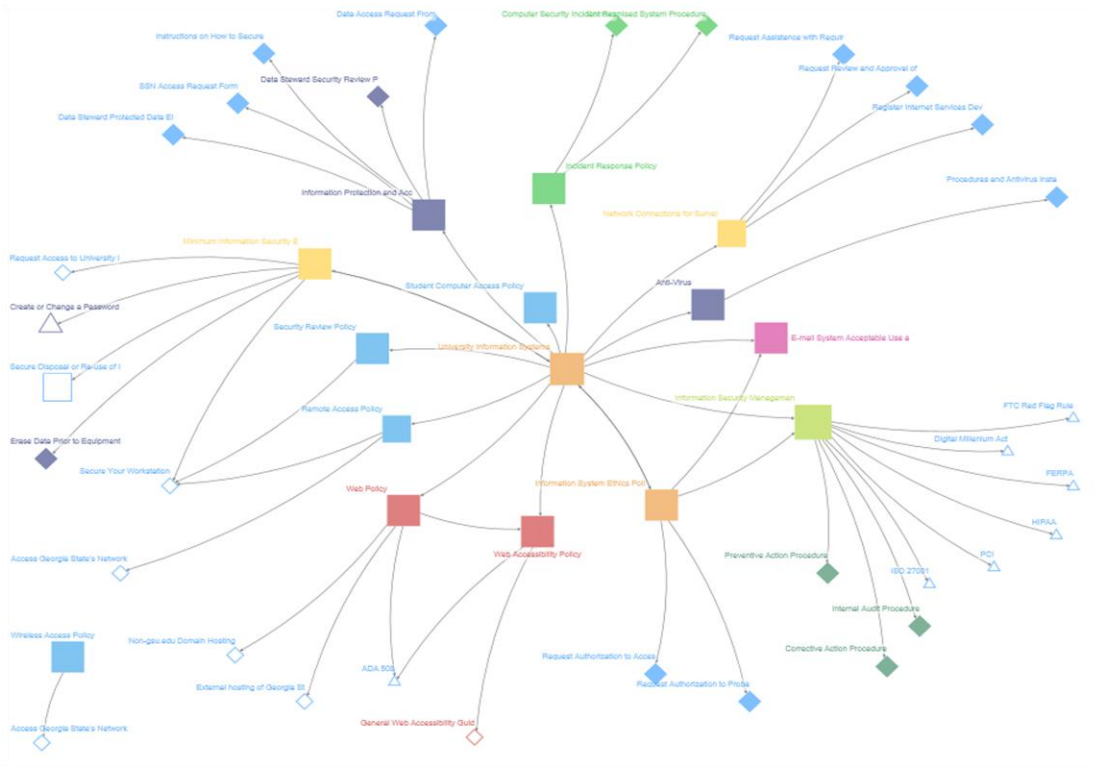 Data Access Request From
Computer Security Incident
Compromised System Procedure
Instructions on How to Secure
Request Assistence with Requir
Data Steward Security Review P
Request Review and Approval of
SSN Access Request Form
Register Internet Services Dev
Data Steward Protected Data El
Incident Response Policy
Procedures and Antivirus Insta
Information Protection and Acc
Network Connections for Server
Minimum Information Security E
Request Access to University I
Student Computer Access Policy
Anti-Virus
Create or Change a Password
Security Review Policy
University Information Systems
E-mail System Acceptable Use a
Secure Disposal or Re-use of I
Information Security Managemen
Remote Access Policy
FTC Red Flag Rule
Erase Data Prior to Equipment
Digital Millenium Act
Secure Your Workstation
FERPA
Web Policy
Information System Ethics Poli
HIPAA
Web Accessibility Policy
Preventive Action Procedure
PCI
Access Georgie State's Network
ISO 27001
Internal Audit Procedure
Wireless Access Policy
Non-gsu.edu Domain Hosting
Corrective Action Procedure
Request Authorization to Acces
ADA 508
External hosting of Georgia St
Request Authorization to Probe
General Web Accessibility Guid
Access Georgie State's Network